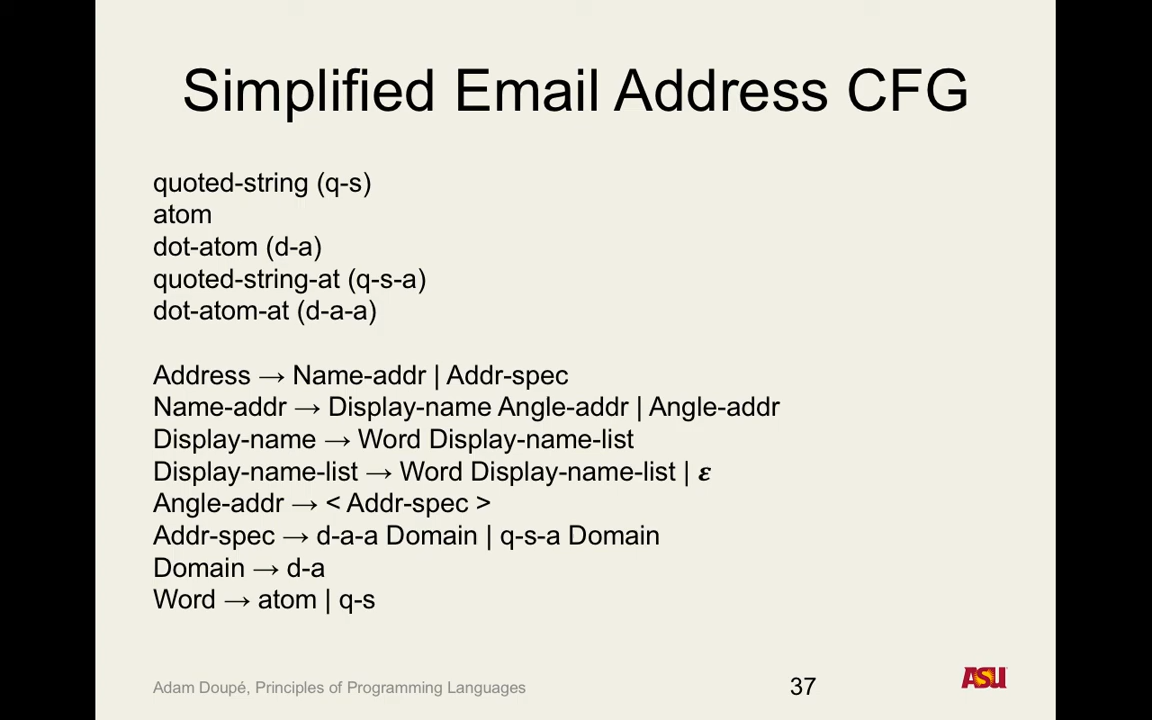 Simplified Email Address CFG
quoted-string (q-s)
atom
dot-atom (d-a)
quoted-string-at (q-s-a)
dot-atom-at (d-a-a)
Address → Name-addr | Addr-spec
Name-addr → Display-name Angle-addr | Angle-addr
Display-name → Word Display-name-list
Display-name-list → Word Display-name-list | ε
Angle-addr → < Addr-spec >
Addr-spec → d-a-a Domain | q-s-a Domain
Domain → d-a
Word → atom | q-s
Adam Doupé, Principles of Programming Languages
37
ASU